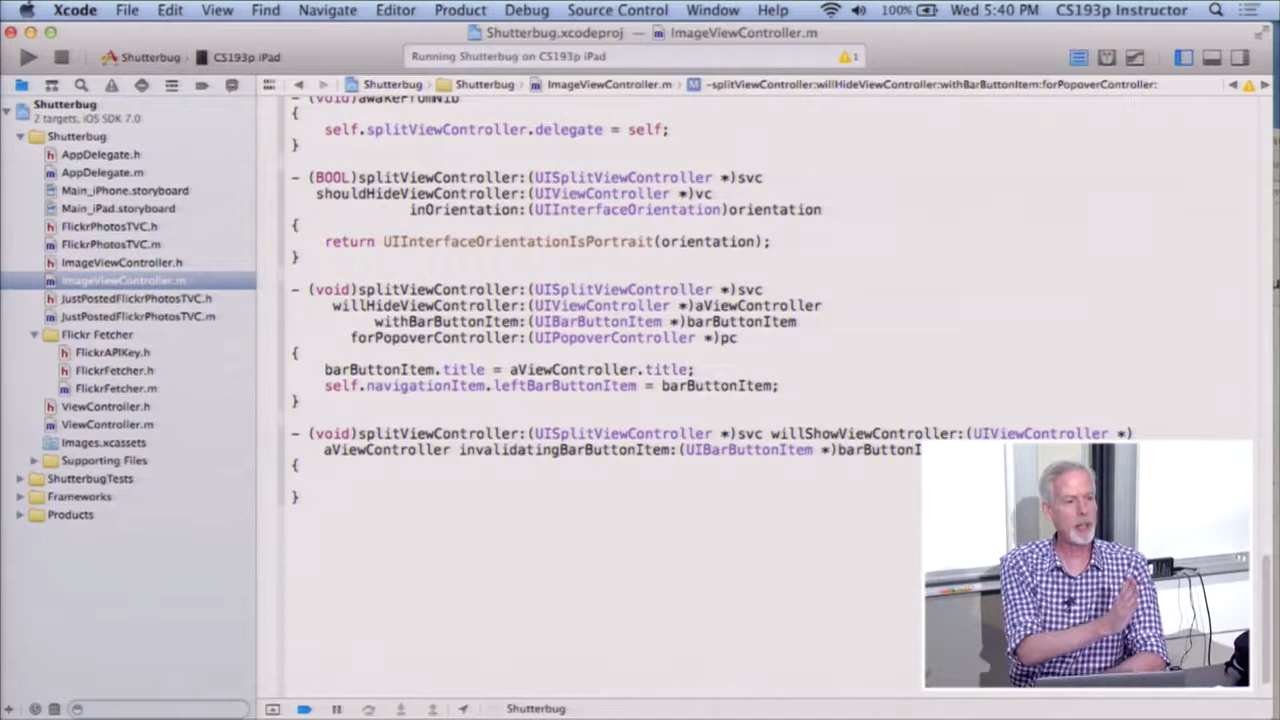 Xcode File Edit View Find Navigate Editor Product Debug Source Control Window Help 100% Wed 5:40 PM CS193p Instructor
Shutterbug.xcodeproj — ImageViewController.m
Shutterbug CS193p iPad Running Shutterbug on CS193p iPad 1
Shutterbug Shutterbug ImageViewController.m -splitViewController:willHideViewController:withBarButtonItem:forPopoverController:
Shutterbug
2 targets, iOS SDK 7.0
Shutterbug
AppDelegate.h
AppDelegate.m
Main_iPhone.storyboard
Main_iPad.storyboard
FlickrPhotosTVC.h
FlickrPhotosTVC.m
ImageViewController.h
ImageViewController.m
JustPostedFlickrPhotosTVC.h
JustPostedFlickrPhotosTVC.m
Flickr Fetcher
FlickrAPIKey.h
FlickrFetcher.h
FlickrFetcher.m
ViewController.h
ViewController.m
Images.xcassets
Supporting Files
ShutterbugTests
Frameworks
Products
- (void)awakeFromNib
{
self.splitViewController.delegate = self;
}
- (BOOL)splitViewController:(UISplitViewController *)svc
shouldHideViewController:(UIViewController *)vc
inOrientation:(UIInterfaceOrientation)orientation
{
return UIInterfaceOrientationIsPortrait(orientation);
}
- (void)splitViewController:(UISplitViewController *)svc
willHideViewController:(UIViewController *)aViewController
withBarButtonItem:(UIBarButtonItem *)barButtonItem
forPopoverController:(UIPopoverController *)pc
{
barButtonItem.title = aViewController.title;
self.navigationItem.leftBarButtonItem = barButtonItem;
}
- (void)splitViewController:(UISplitViewController *)svc willShowViewController:(UIViewController *)
aViewController invalidatingBarButtonItem:(UIBarButtonItem *)barButtonI
{
}
Shutterbug